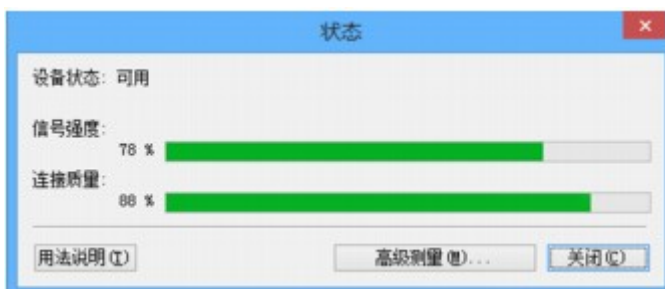 状态
设备状态: 可用
信号强度:
78 %
连接质量:
88 %
用法说明(I) 高级测量(M)... 关闭(C)